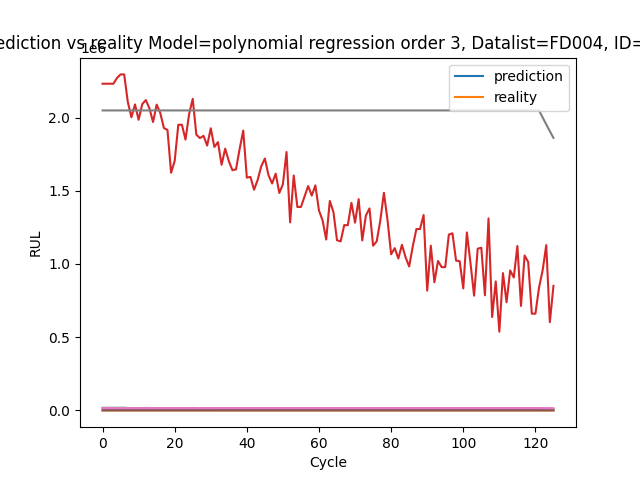 ediction vs reality Model=polynomial regression order 3, Datalist=FD004, ID=
1e6
prediction
reality
RUL
2.0
1.5
1.0
0.5
0.0
0 20 40 60 80 100 120
Cycle